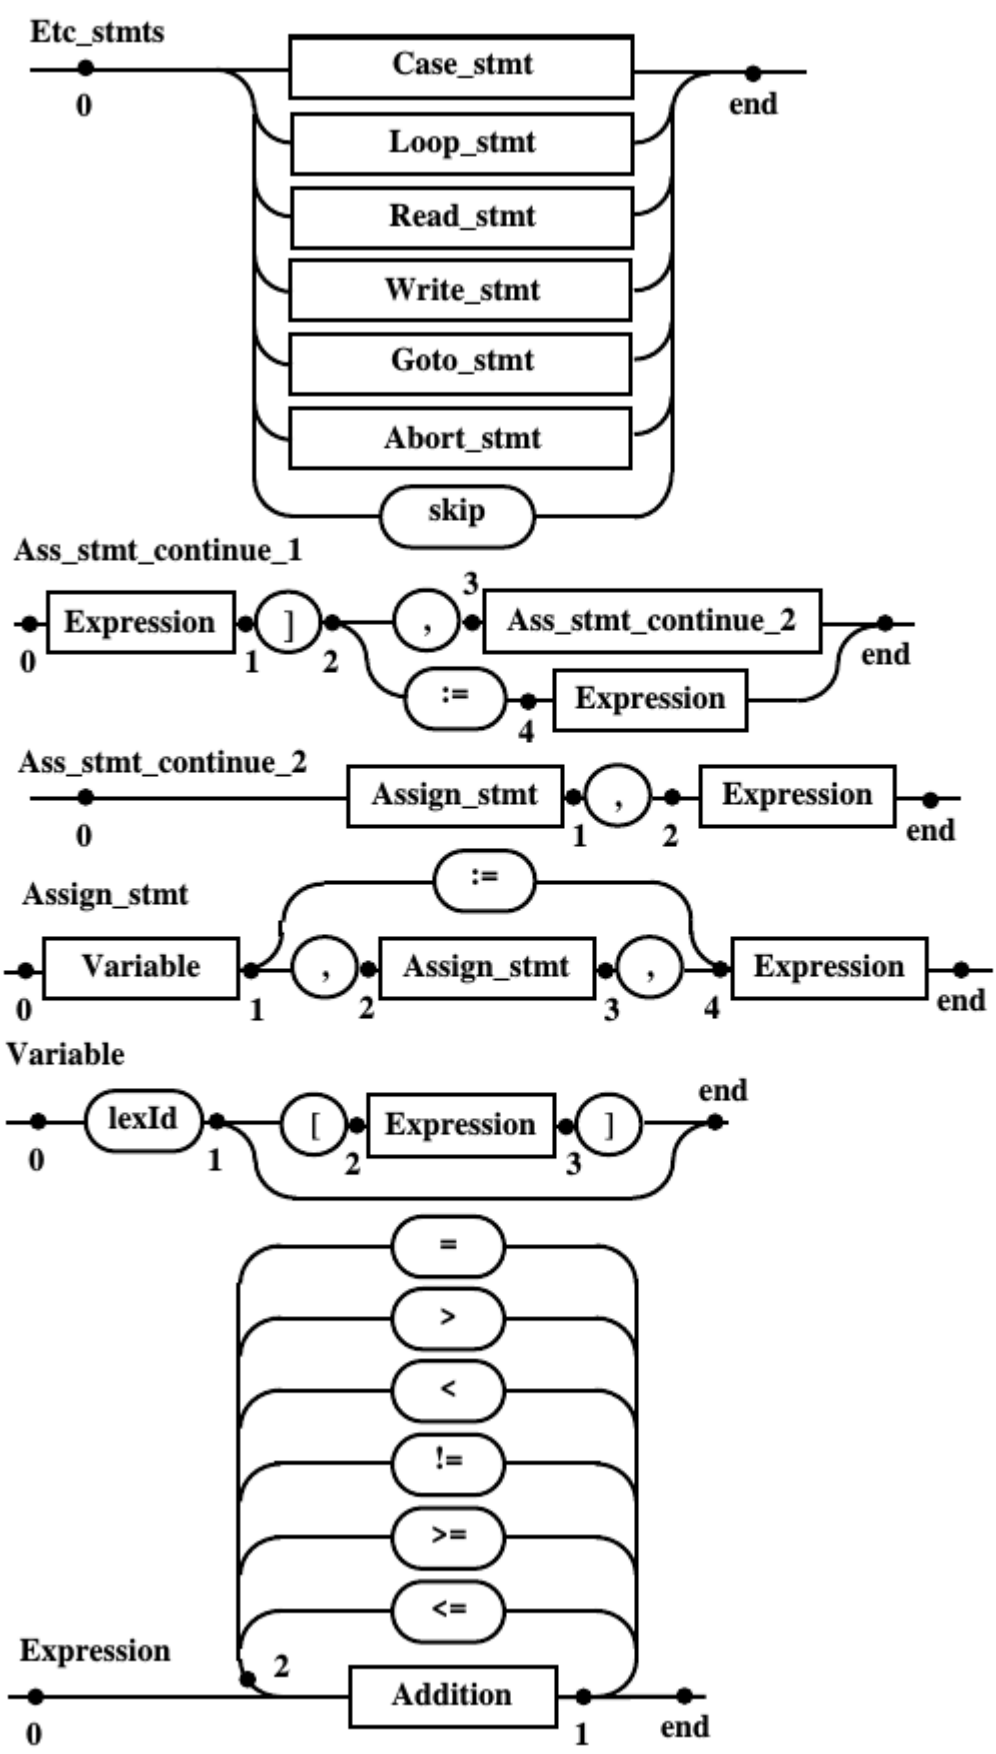 Etc_stmts
Case_stmt
0
end
Loop_stmt
Read_stmt
Write_stmt
Goto_stmt
Abort_stmt
skip
Ass_stmt_continue_1
3
Expression ] , Ass_stmt_continue_2
0 1 2 end
:= Expression
4
Ass_stmt_continue_2
Assign_stmt , Expression
0 1 2 end
:=
Assign_stmt
Variable , Assign_stmt , Expression
0 1 2 3 4 end
Variable
end
lexId [ Expression ]
0 1 2 3
=
>
<
!=
>=
<=
Expression
2
Addition
0 1 end